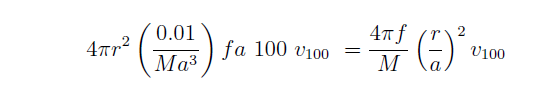 4πr² (0.01 / Ma³) fa 100 v₁₀₀ = (4πf / M) (r / a)² v₁₀₀